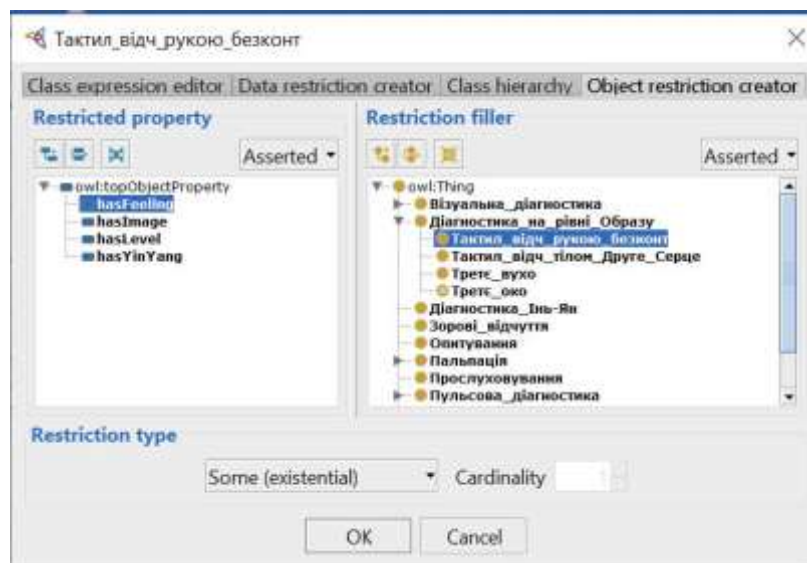 Тактил_відч_рукою_безконт
Class expression editor Data restriction creator Class hierarchy Object restriction creator
Restricted property
Asserted
owl:topObjectProperty
hasFeeling
hasImage
hasLevel
hasYinYang
Restriction filler
Asserted
owl:Thing
Візуальна_діагностика
Діагностика_на_рівні_Образу
Тактил_відч_рукою_безконт
Тактил_відч_тілом_Друге_Серце
Третє_вухо
Третє_око
Діагностика_Інь-Ян
Зорові_відчуття
Опитування
Пальпація
Прослуховування
Пульсова_діагностика
Restriction type
Some (existential) Cardinality 1
OK Cancel